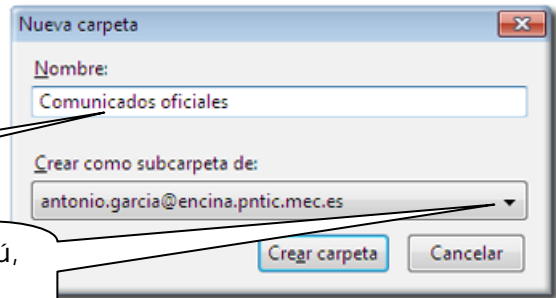 Nueva carpeta
Nombre:
Comunicados oficiales
Crear como subcarpeta de:
antonio.garcia@encina.pntic.mec.es
ú,
Crear carpeta
Cancelar